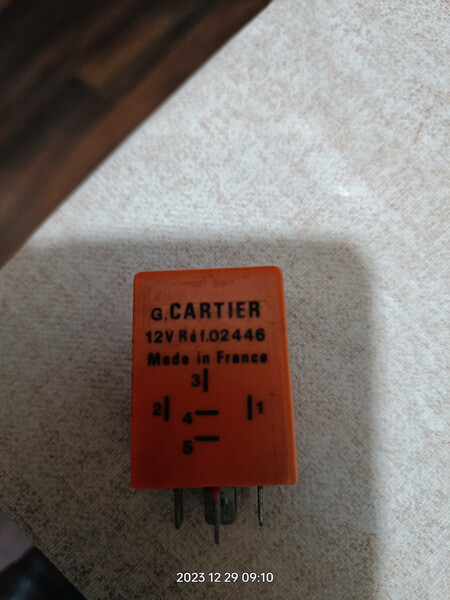 G.CARTIER
12V Réf.02446
Made in France
3
2 4 1
5
2023 12 29 09:10